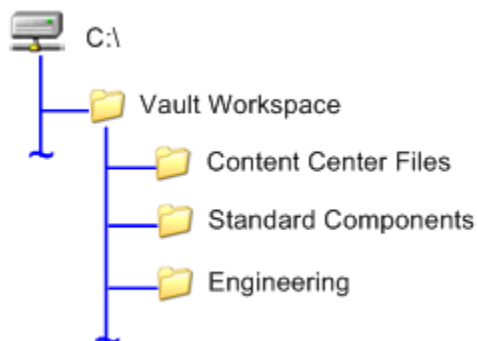 C:\
Vault Workspace
Content Center Files
Standard Components
Engineering